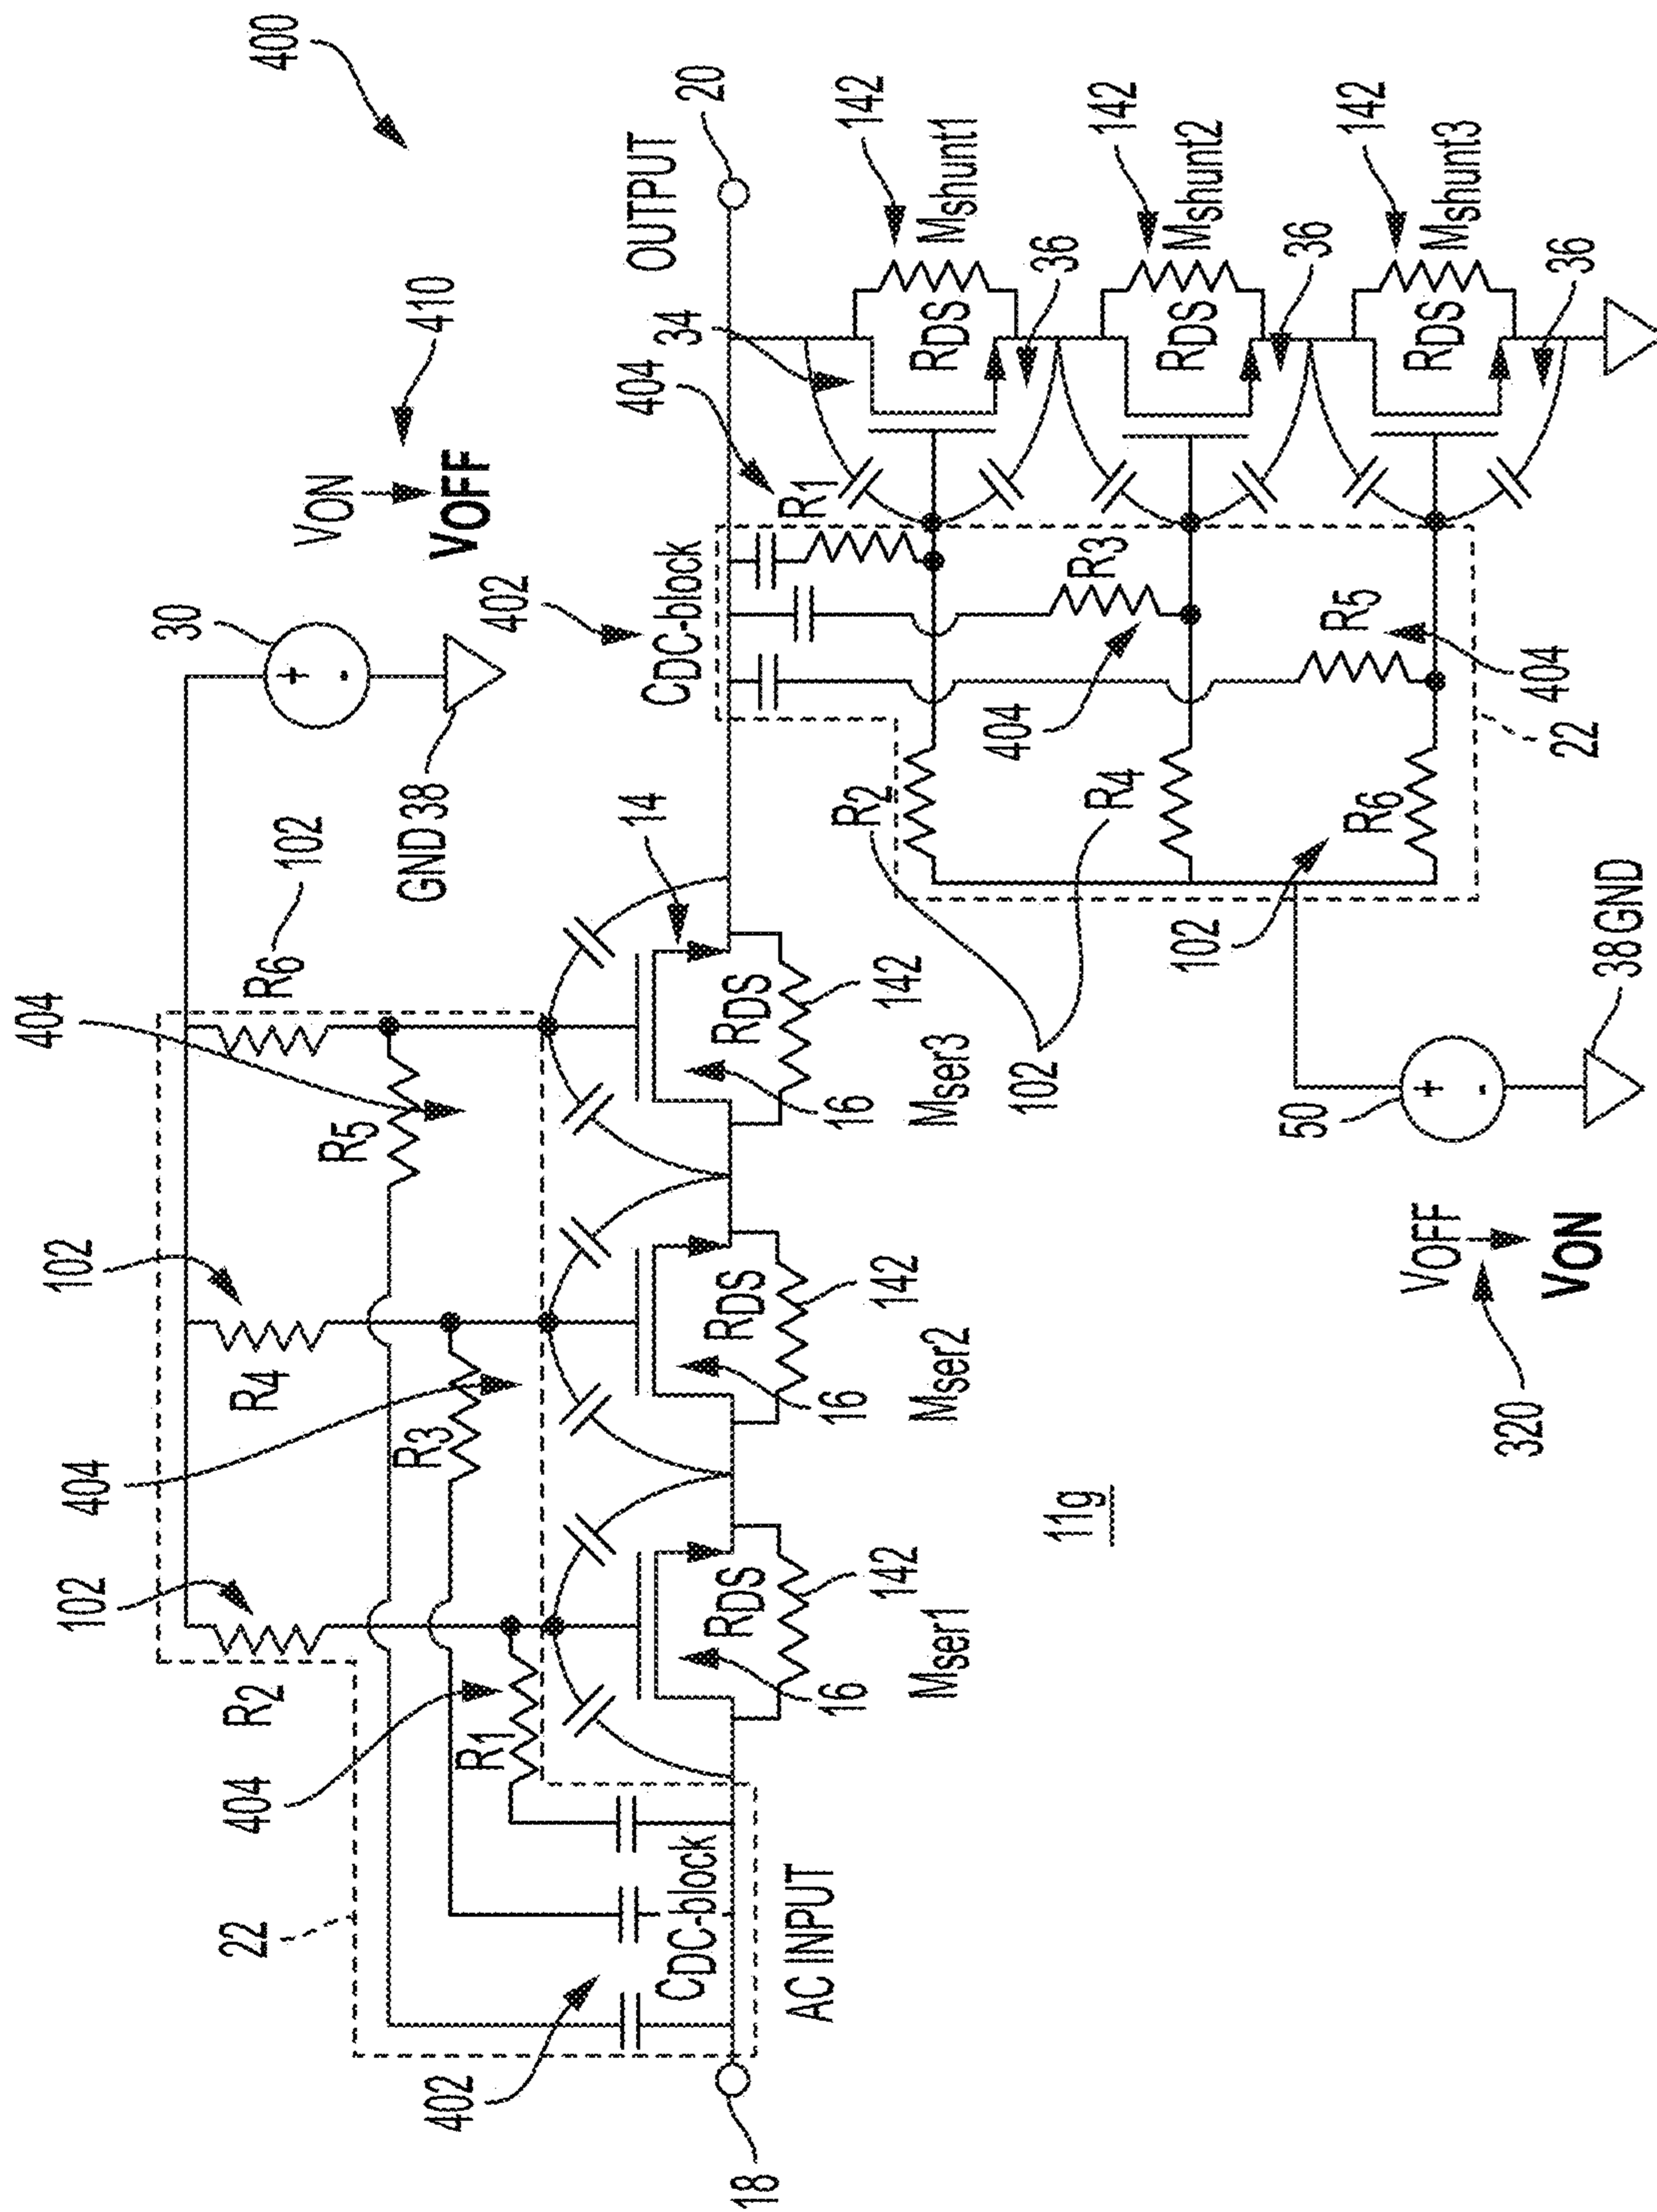 400
404
R6
102
30
VON
VOFF
410
102
R5
GND 38
402
OUTPUT
20
102
R4
404
R3
14
CDC-block
404
34
142
R2
22
404
R1
16
RDS
142
Mser1
16
RDS
142
Mser2
16
RDS
142
Mser3
R1
RDS
Mshunt1
36
402
CDC-block
AC INPUT
18
R2
R3
404
142
R4
RDS
Mshunt2
36
102
R5
404
142
102
R6
RDS
Mshunt3
36
22
11g
50
38 GND
VOFF
VON
320